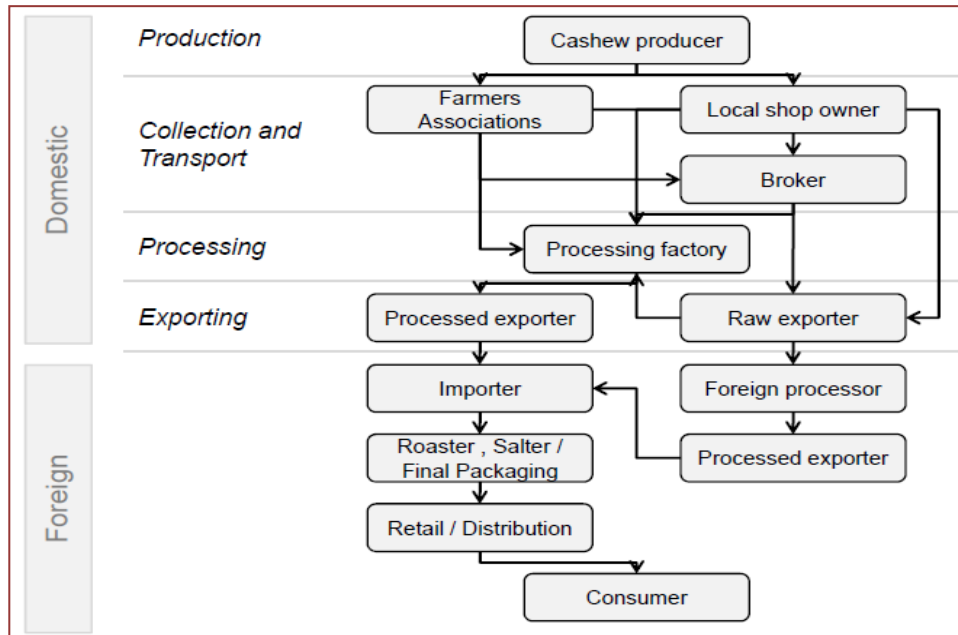 Domestic
Production
Cashew producer
Collection and
Transport
Farmers
Associations
Local shop owner
Broker
Processing
Processing factory
Exporting
Processed exporter
Raw exporter
Foreign
Importer
Foreign processor
Roaster , Salter /
Final Packaging
Processed exporter
Retail / Distribution
Consumer